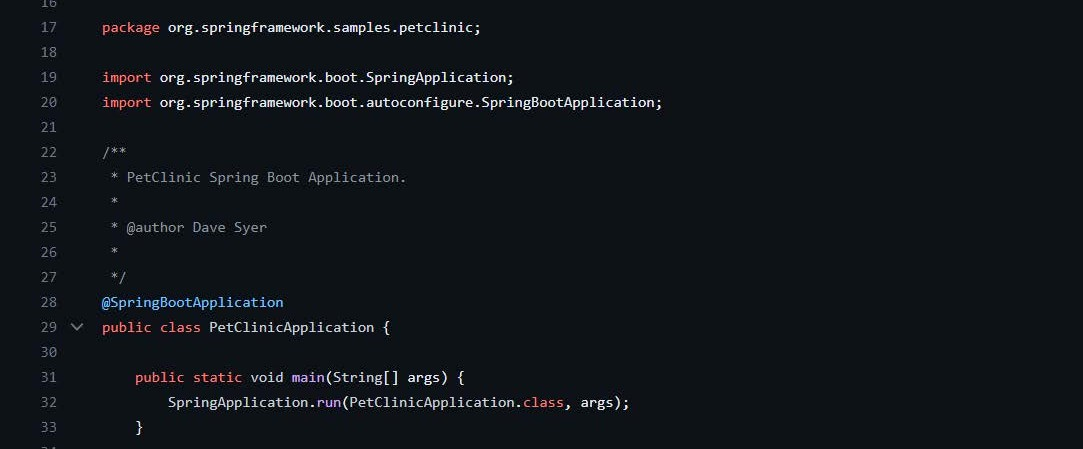 16
17 package org.springframework.samples.petclinic;
18
19 import org.springframework.boot.SpringApplication;
20 import org.springframework.boot.autoconfigure.SpringBootApplication;
21
22 /**
23  * PetClinic Spring Boot Application.
24  *
25  * @author Dave Syer
26  *
27  */
28 @SpringBootApplication
29 public class PetClinicApplication {
30
31     public static void main(String[] args) {
32         SpringApplication.run(PetClinicApplication.class, args);
33     }